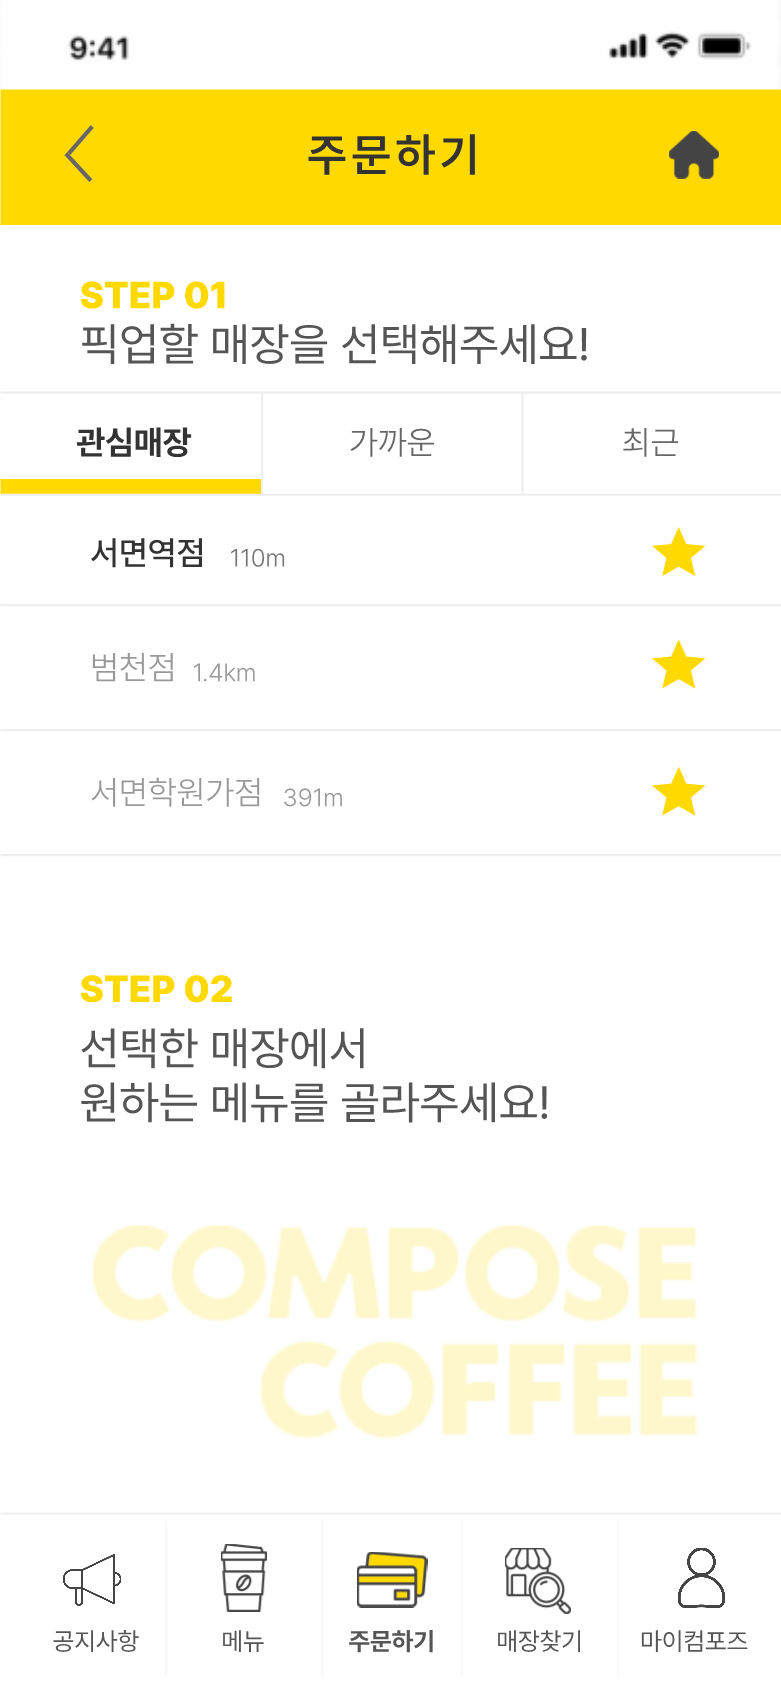 9:41
주문하기
STEP 01
픽업할 매장을 선택해주세요!
관심매장 가까운 최근
서면역점 110m
범천점 1.4km
서면학원가점 391m
STEP 02
선택한 매장에서
원하는 메뉴를 골라주세요!
COMPOSE
COFFEE
공지사항 메뉴 주문하기 매장찾기 마이컴포즈